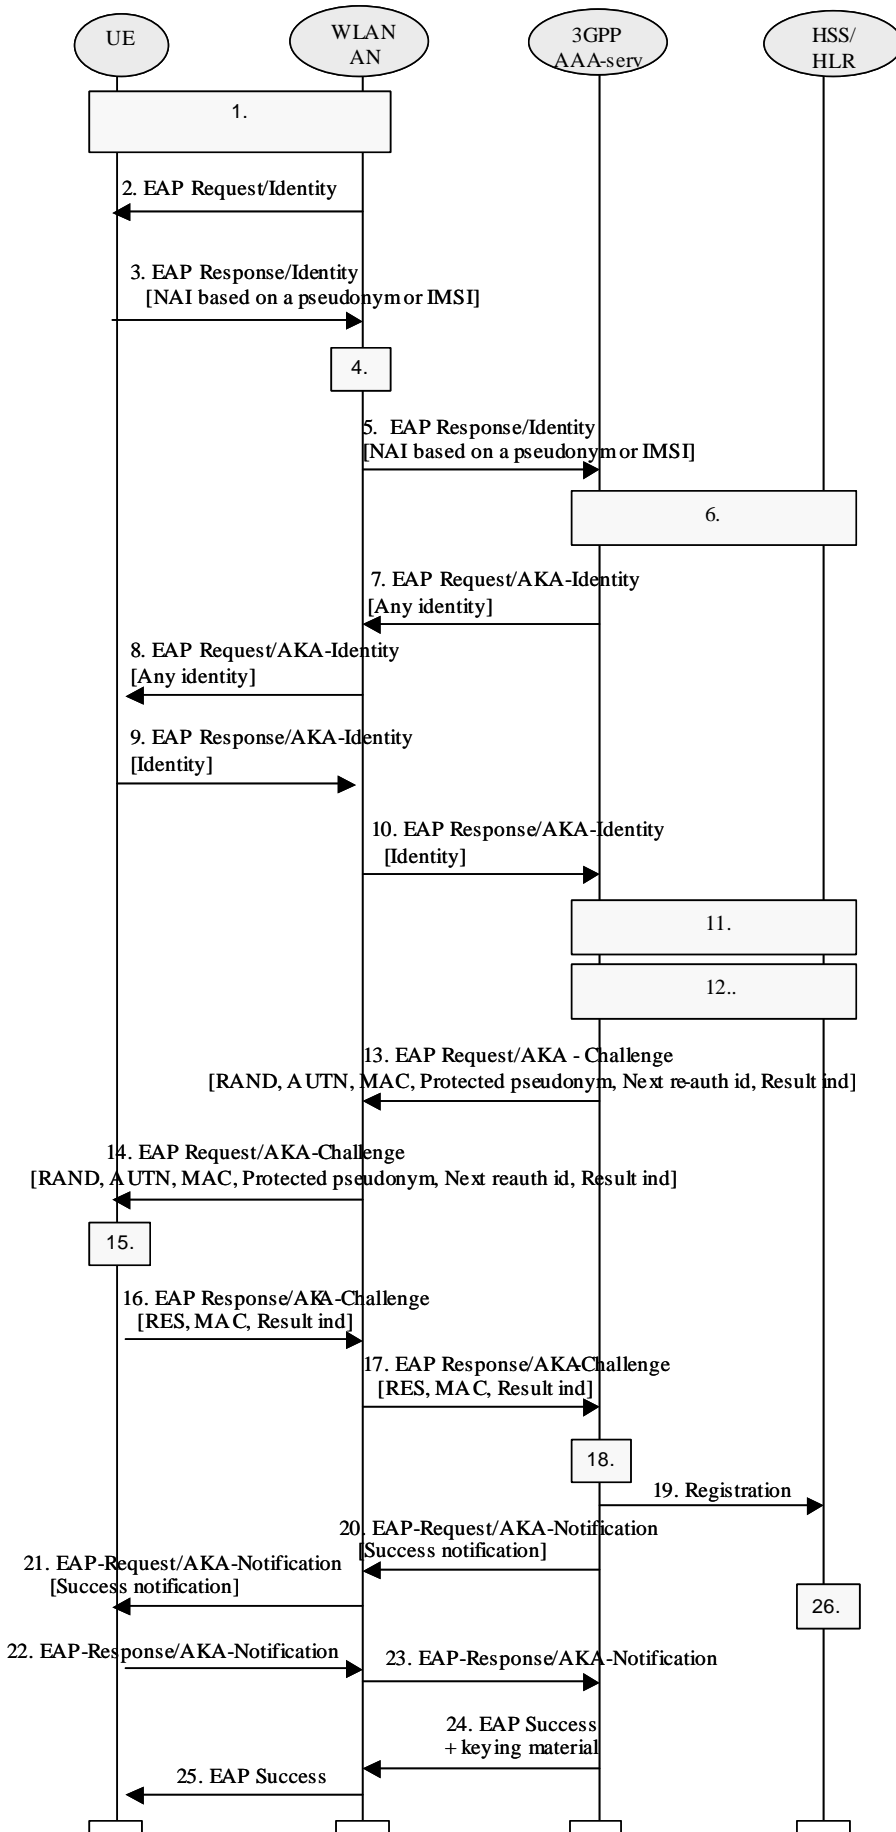 UE
WLAN
AN
3GPP
AAA-serv
HSS/
HLR
1.
2. EAP Request/Identity
3. EAP Response/Identity
[NAI based on a pseudonym or IMSI]
4.
5. EAP Response/Identity
[NAI based on a pseudonym or IMSI]
6.
7. EAP Request/AKA-Identity
[Any identity]
8. EAP Request/AKA-Identity
[Any identity]
9. EAP Response/AKA-Identity
[Identity]
10. EAP Response/AKA-Identity
[Identity]
11.
12..
13. EAP Request/AKA - Challenge
[RAND, AUTN, MAC, Protected pseudonym, Next re-auth id, Result ind]
14. EAP Request/AKA-Challenge
[RAND, AUTN, MAC, Protected pseudonym, Next reauth id, Result ind]
15.
16. EAP Response/AKA-Challenge
[RES, MAC, Result ind]
17. EAP Response/AKA-Challenge
[RES, MAC, Result ind]
18.
19. Registration
20. EAP-Request/AKA-Notification
[Success notification]
21. EAP-Request/AKA-Notification
[Success notification]
26.
22. EAP-Response/AKA-Notification
23. EAP-Response/AKA-Notification
24. EAP Success
+ keying material
25. EAP Success